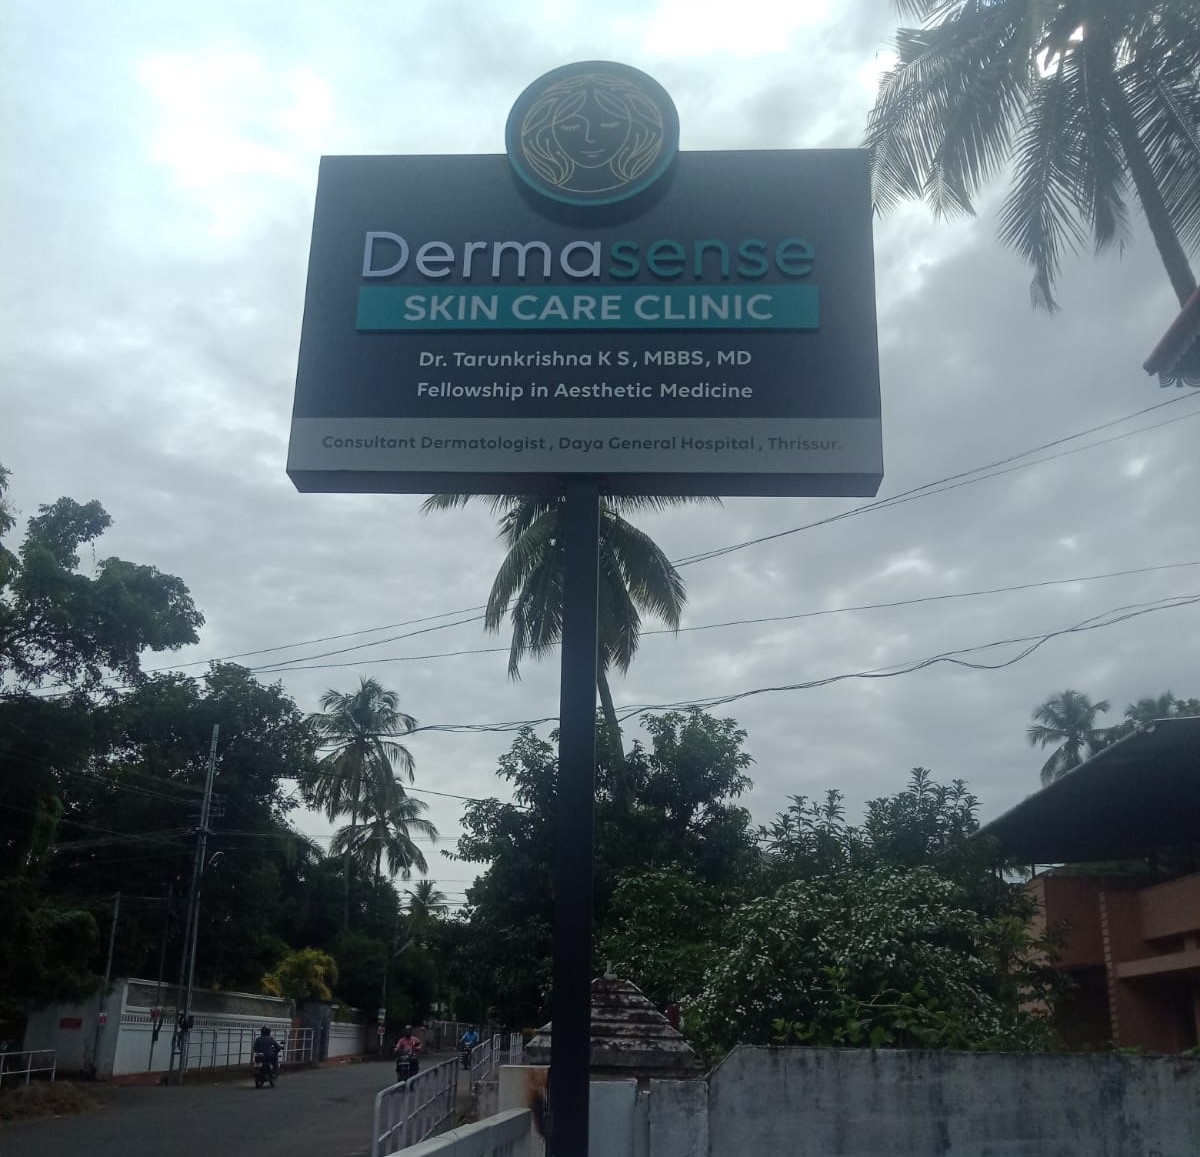 Dermasense
SKIN CARE CLINIC
Dr. Tarunkrishna K S, MBBS, MD
Fellowship in Aesthetic Medicine
Consultant Dermatologist, Daya General Hospital, Thrissur.